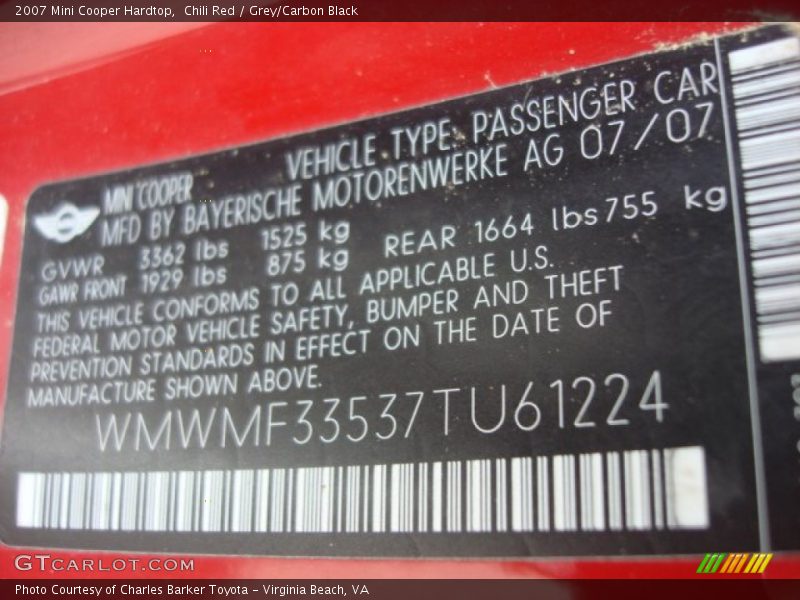 2007 Mini Cooper Hardtop,  Chili Red / Grey/Carbon Black
MINI COOPER VEHICLE TYPE: PASSENGER CAR
MFD BY BAYERISCHE MOTORENWERKE AG 07/07
GVWR 3362 lbs 1525 kg
GAWR FRONT 1929 lbs 875 kg REAR 1664 lbs 755 kg
THIS VEHICLE CONFORMS TO ALL APPLICABLE U.S.
FEDERAL MOTOR VEHICLE SAFETY, BUMPER AND THEFT
PREVENTION STANDARDS IN EFFECT ON THE DATE OF
MANUFACTURE SHOWN ABOVE.
WMWMF33537TU61224
GTCARLOT.COM
Photo Courtesy of Charles Barker Toyota - Virginia Beach, VA